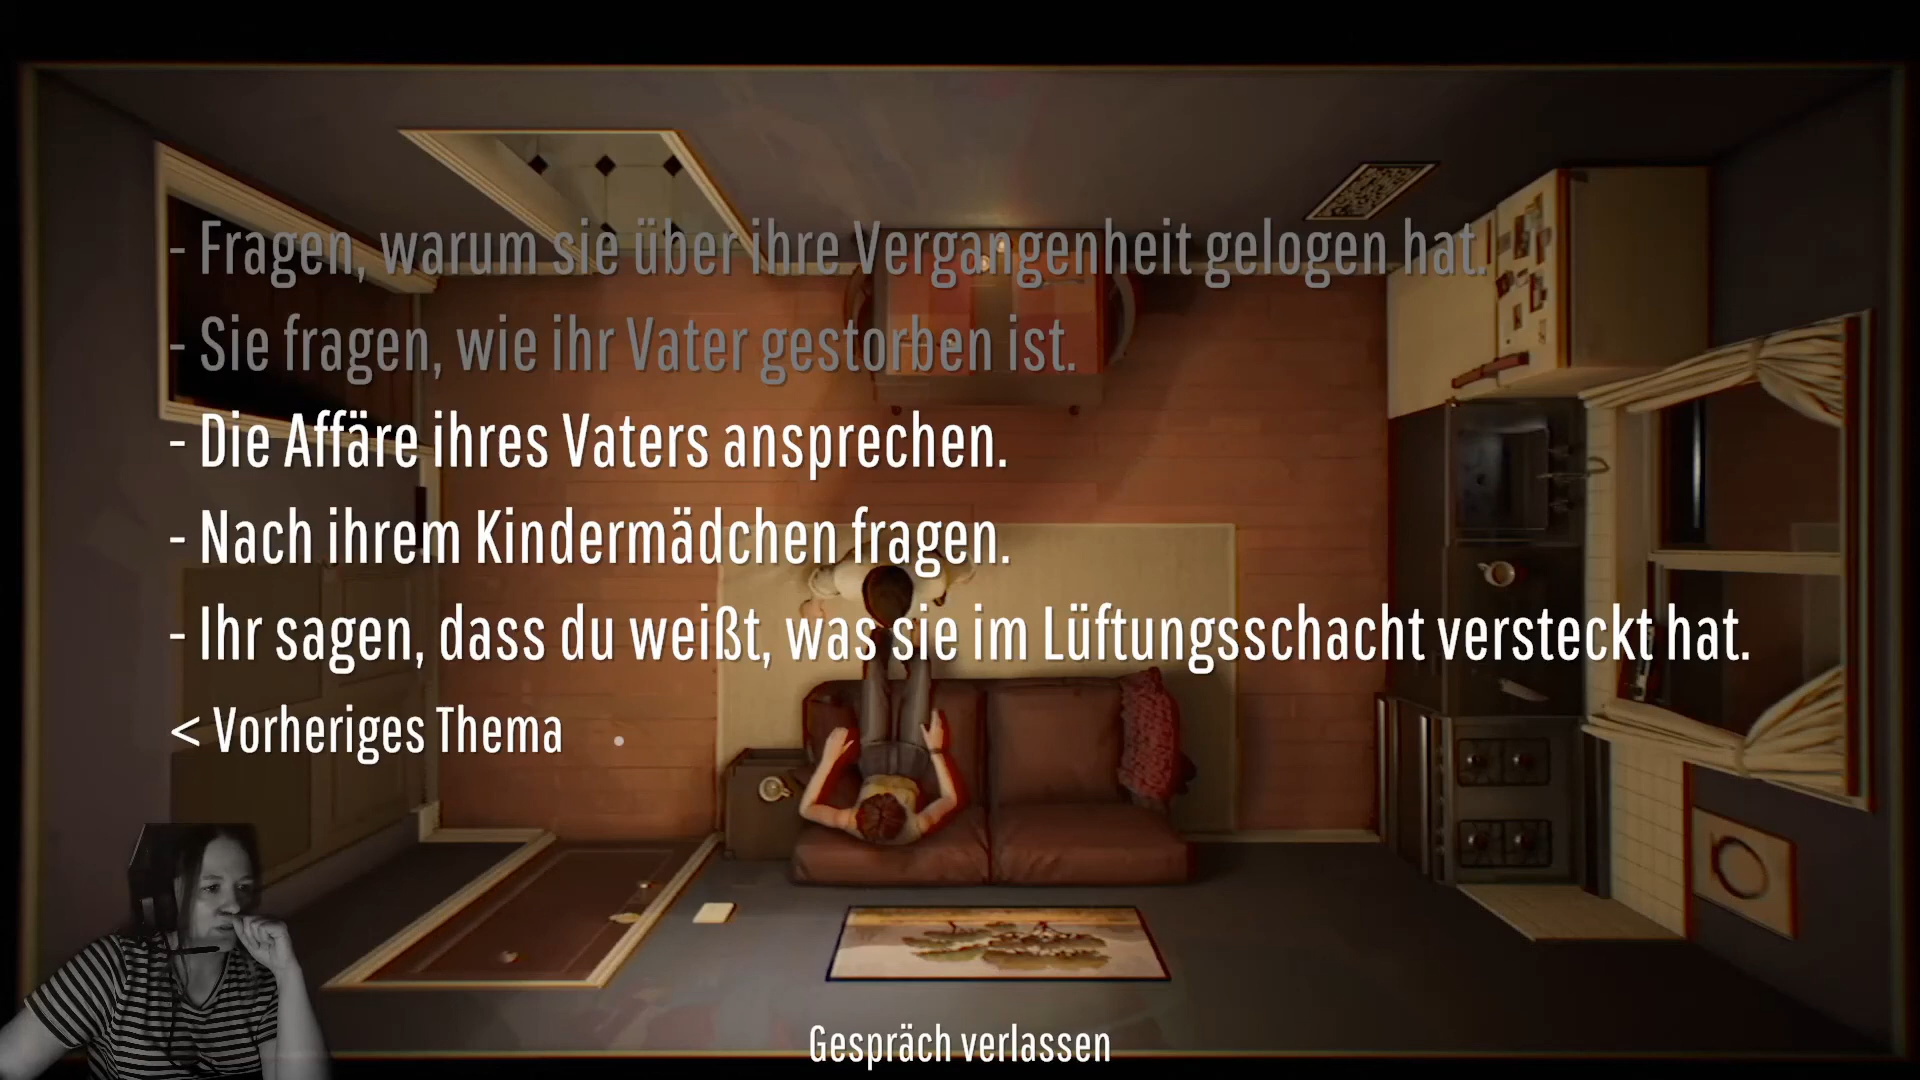 - Fragen, warum sie über ihre Vergangenheit gelogen hat.
- Sie fragen, wie ihr Vater gestorben ist.
- Die Affäre ihres Vaters ansprechen.
- Nach ihrem Kindermädchen fragen.
- Ihr sagen, dass du weißt, was sie im Lüftungsschacht versteckt hat.
< Vorheriges Thema
Gespräch verlassen